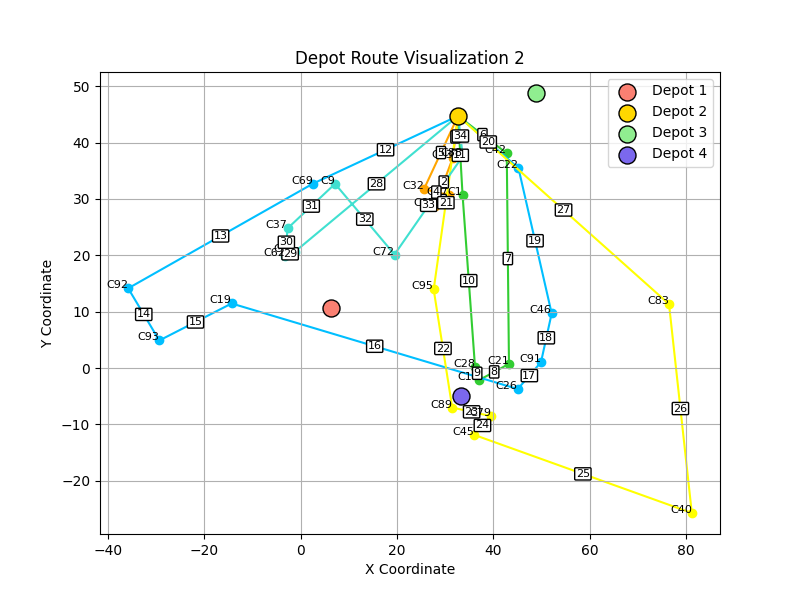 Depot Route Visualization 2
Depot 1
Depot 2
Depot 3
Depot 4
Y Coordinate
50
40
30
20
10
0
−10
−20
−40
−20
0
20
40
60
80
X Coordinate
12
34
6
20
C42
C22
11
C69
C9
28
C32
2
21
33
31
C37
30
29
32
C72
27
13
7
19
C92
14
C93
15
C19
16
10
C95
22
C46
18
C91
17
C26
C21
8
C28
9
C83
26
C89
23
C79
24
C45
25
C40